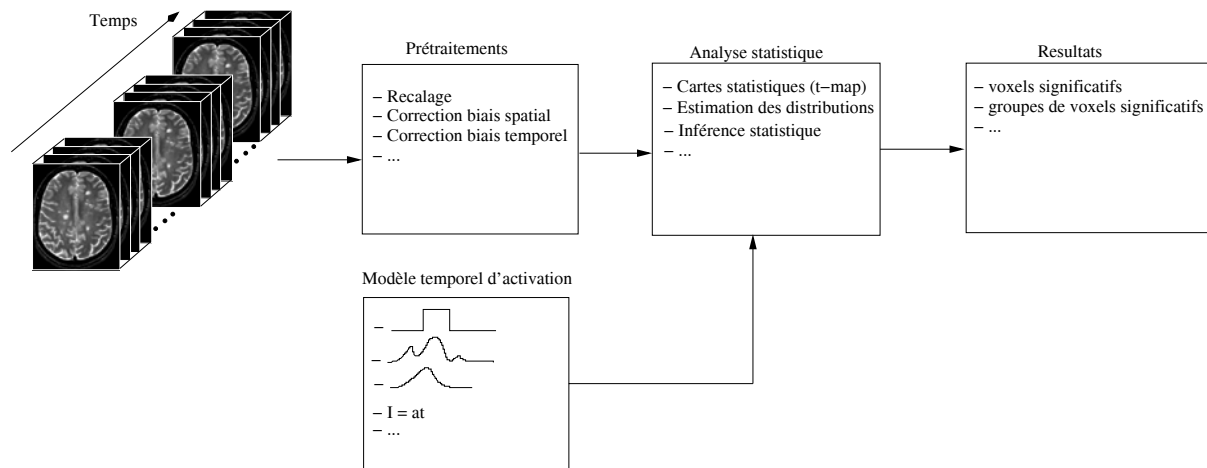 Temps
Prétraitements
– Recalage
– Correction biais spatial
– Correction biais temporel
– ...
Analyse statistique
– Cartes statistiques (t−map)
– Estimation des distributions
– Inférence statistique
– ...
Resultats
– voxels significatifs
– groupes de voxels significatifs
– ...
Modèle temporel d’activation
–
–
–
– I = at
– ...